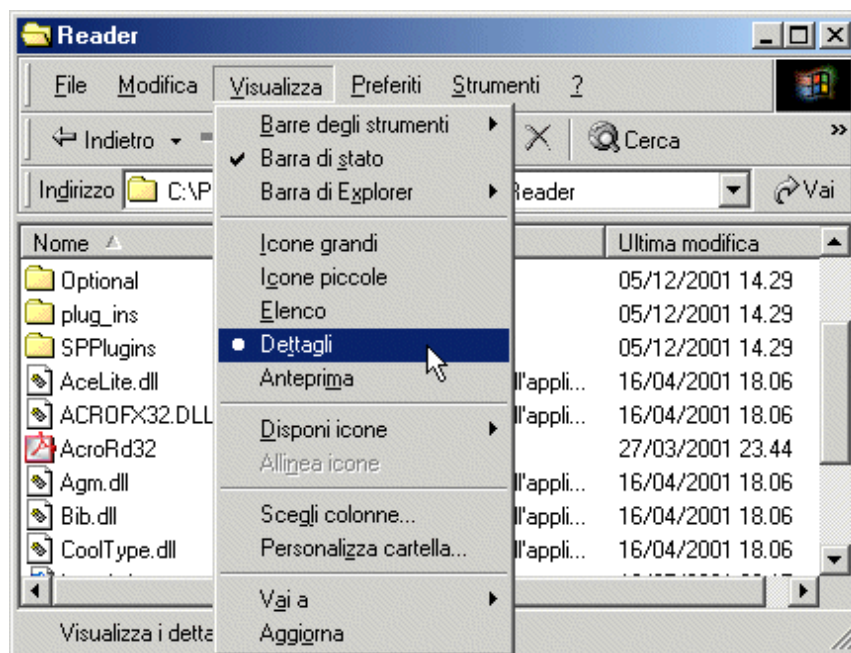 Reader
File Modifica Visualizza Preferiti Strumenti ?
Indietro Cerca »
Indirizzo C:\P Reader Vai
Barre degli strumenti
Barra di stato
Barra di Explorer
Icone grandi
Icone piccole
Elenco
Dettagli
Anteprima
Disponi icone
Allinea icone
Scegli colonne...
Personalizza cartella...
Vai a
Aggiorna
Nome Ultima modifica
Optional 05/12/2001 14.29
plug_ins 05/12/2001 14.29
SPPlugins 05/12/2001 14.29
AceLite.dll ll'appli... 16/04/2001 18.06
ACROFX32.DLL ll'appli... 16/04/2001 18.06
AcroRd32 27/03/2001 23.44
Agm.dll ll'appli... 16/04/2001 18.06
Bib.dll ll'appli... 16/04/2001 18.06
CoolType.dll ll'appli... 16/04/2001 18.06
Visualizza i detta